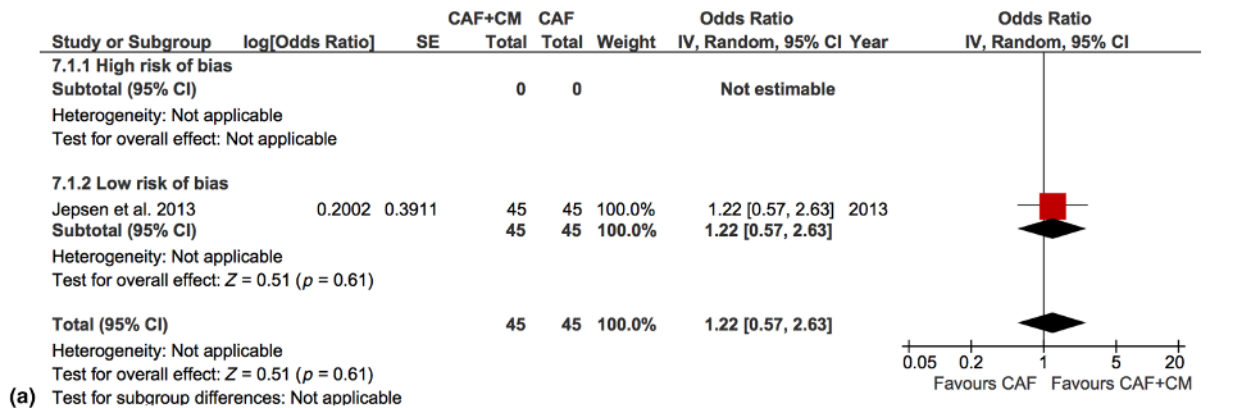 CAF+CM CAF Odds Ratio Odds Ratio
Study or Subgroup log[Odds Ratio] SE Total Total Weight IV, Random, 95% CI Year IV, Random, 95% CI
7.1.1 High risk of bias
Subtotal (95% CI) 0 0 Not estimable
Heterogeneity: Not applicable
Test for overall effect: Not applicable
7.1.2 Low risk of bias
Jepsen et al. 2013 0.2002 0.3911 45 45 100.0% 1.22 [0.57, 2.63] 2013
Subtotal (95% CI) 45 45 100.0% 1.22 [0.57, 2.63]
Heterogeneity: Not applicable
Test for overall effect: Z = 0.51 (p = 0.61)
Total (95% CI) 45 45 100.0% 1.22 [0.57, 2.63]
Heterogeneity: Not applicable
0.05 0.2 1 5 20
Test for overall effect: Z = 0.51 (p = 0.61)
Favours CAF Favours CAF+CM
(a) Test for subgroup differences: Not applicable